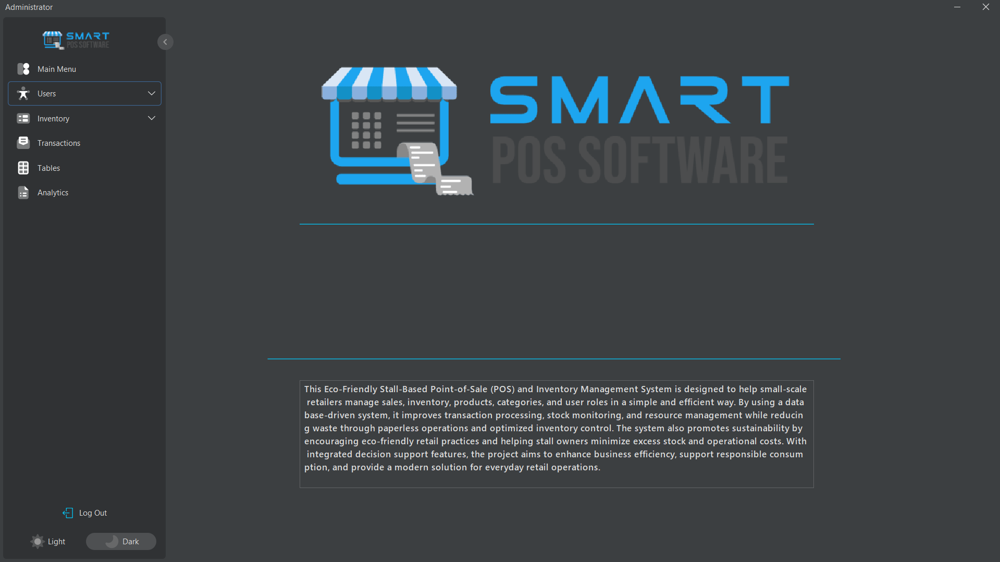 Administrator
SMART
POS SOFTWARE
Main Menu
Users
Inventory
Transactions
Tables
Analytics
Log Out
Light
Dark
SMART
POS SOFTWARE
This Eco-Friendly Stall-Based Point-of-Sale (POS) and Inventory Management System is designed to help small-scale
retailers manage sales, inventory, products, categories, and user roles in a simple and efficient way. By using a data
base-driven system, it improves transaction processing, stock monitoring, and resource management while reducin
g waste through paperless operations and optimized inventory control. The system also promotes sustainability by
encouraging eco-friendly retail practices and helping stall owners minimize excess stock and operational costs. With
integrated decision support features, the project aims to enhance business efficiency, support responsible consum
ption, and provide a modern solution for everyday retail operations.